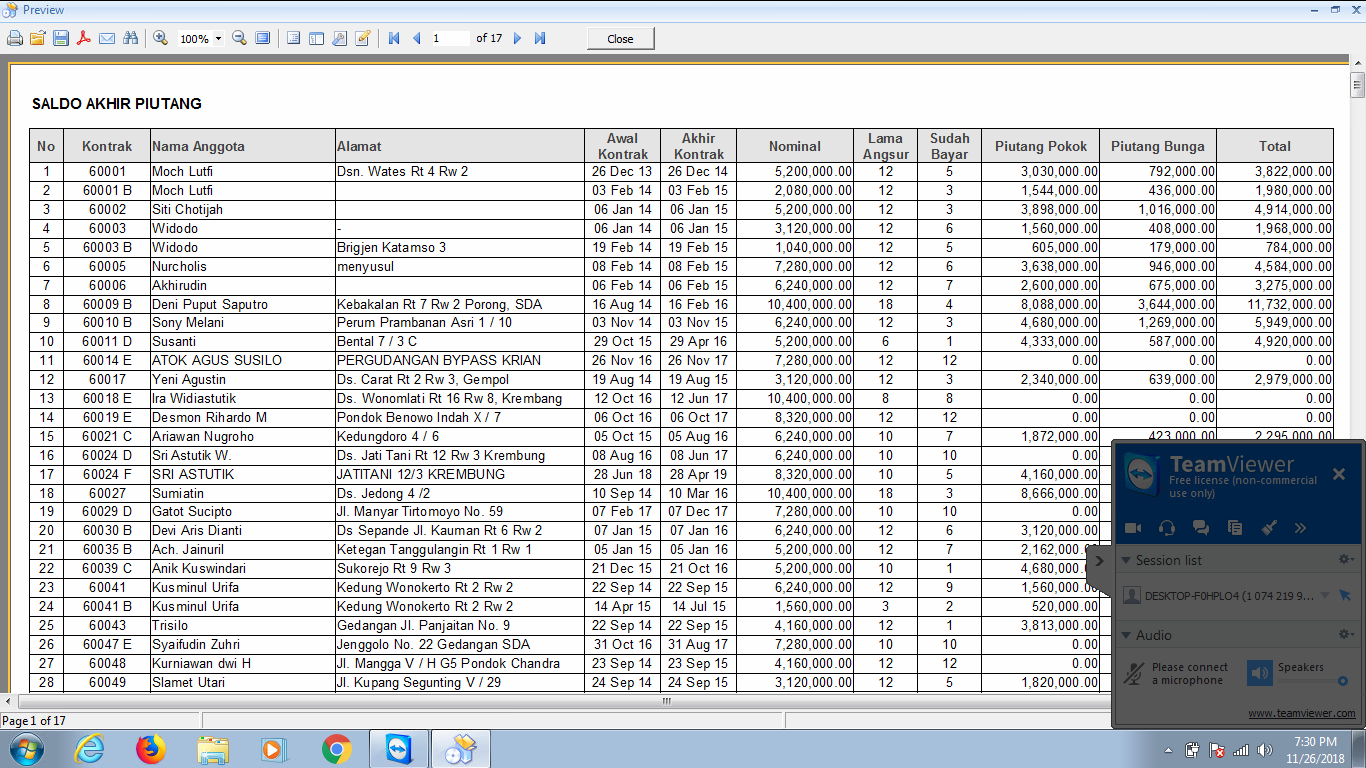 Preview
100% 1 of 17 Close
SALDO AKHIR PIUTANG
No Kontrak Nama Anggota Alamat Awal Kontrak Akhir Kontrak Nominal Lama Angsur Sudah Bayar Piutang Pokok Piutang Bunga Total
1 60001 Moch Lutfi Dsn. Wates Rt 4 Rw 2 26 Dec 13 26 Dec 14 5,200,000.00 12 5 3,030,000.00 792,000.00 3,822,000.00
2 60001 B Moch Lutfi 03 Feb 14 03 Feb 15 2,080,000.00 12 3 1,544,000.00 436,000.00 1,980,000.00
3 60002 Siti Chotijah 06 Jan 14 06 Jan 15 5,200,000.00 12 3 3,898,000.00 1,016,000.00 4,914,000.00
4 60003 Widodo - 06 Jan 14 06 Jan 15 3,120,000.00 12 6 1,560,000.00 408,000.00 1,968,000.00
5 60003 B Widodo Brigjen Katamso 3 19 Feb 14 19 Feb 15 1,040,000.00 12 5 605,000.00 179,000.00 784,000.00
6 60005 Nurcholis menyusul 08 Feb 14 08 Feb 15 7,280,000.00 12 6 3,638,000.00 946,000.00 4,584,000.00
7 60006 Akhirudin 06 Feb 14 06 Feb 15 6,240,000.00 12 7 2,600,000.00 675,000.00 3,275,000.00
8 60009 B Deni Puput Saputro Kebakalan Rt 7 Rw 2 Porong, SDA 16 Aug 14 16 Feb 16 10,400,000.00 18 4 8,088,000.00 3,644,000.00 11,732,000.00
9 60010 B Sony Melani Perum Prambanan Asri 1 / 10 03 Nov 14 03 Nov 15 6,240,000.00 12 3 4,680,000.00 1,269,000.00 5,949,000.00
10 60011 D Susanti Bental 7 / 3 C 29 Oct 15 29 Apr 16 5,200,000.00 6 1 4,333,000.00 587,000.00 4,920,000.00
11 60014 E ATOK AGUS SUSILO PERGUDANGAN BYPASS KRIAN 26 Nov 16 26 Nov 17 7,280,000.00 12 12 0.00 0.00 0.00
12 60017 Yeni Agustin Ds. Carat Rt 2 Rw 3, Gempol 19 Aug 14 19 Aug 15 3,120,000.00 12 3 2,340,000.00 639,000.00 2,979,000.00
13 60018 E Ira Widiastutik Ds. Wonomlati Rt 16 Rw 8, Krembang 12 Oct 16 12 Jun 17 10,400,000.00 8 8 0.00 0.00 0.00
14 60019 E Desmon Rihardo M Pondok Benowo Indah X / 7 06 Oct 16 06 Oct 17 8,320,000.00 12 12 0.00 0.00 0.00
15 60021 C Ariawan Nugroho Kedungdoro 4 / 6 05 Oct 15 05 Aug 16 6,240,000.00 10 7 1,872,000.00 423,000.00 2,295,000.00
16 60024 D Sri Astutik W. Ds. Jati Tani Rt 12 Rw 3 Krembung 08 Aug 16 08 Jun 17 6,240,000.00 10 10 0.00
17 60024 F SRI ASTUTIK JATITANI 12/3 KREMBUNG 28 Jun 18 28 Apr 19 8,320,000.00 10 5 4,160,000.00
18 60027 Sumiatin Ds. Jedong 4 /2 10 Sep 14 10 Mar 16 10,400,000.00 18 3 8,666,000.00
19 60029 D Gatot Sucipto Jl. Manyar Tirtomoyo No. 59 07 Feb 17 07 Dec 17 7,280,000.00 10 10 0.00
20 60030 B Devi Aris Dianti Ds Sepande Jl. Kauman Rt 6 Rw 2 07 Jan 15 07 Jan 16 6,240,000.00 12 6 3,120,000.00
21 60035 B Ach. Jainuril Ketegan Tanggulangin Rt 1 Rw 1 05 Jan 15 05 Jan 16 5,200,000.00 12 7 2,162,000.00
22 60039 C Anik Kuswindari Sukorejo Rt 9 Rw 3 21 Dec 15 21 Oct 16 5,200,000.00 10 1 4,680,000.00
23 60041 Kusminul Urifa Kedung Wonokerto Rt 2 Rw 2 22 Sep 14 22 Sep 15 6,240,000.00 12 9 1,560,000.00
24 60041 B Kusminul Urifa Kedung Wonokerto Rt 2 Rw 2 14 Apr 15 14 Jul 15 1,560,000.00 3 2 520,000.00
25 60043 Trisilo Gedangan Jl. Panjaitan No. 9 22 Sep 14 22 Sep 15 4,160,000.00 12 1 3,813,000.00
26 60047 E Syaifudin Zuhri Jenggolo No. 22 Gedangan SDA 31 Oct 16 31 Aug 17 7,280,000.00 10 10 0.00
27 60048 Kurniawan dwi H Jl. Mangga V / H G5 Pondok Chandra 23 Sep 14 23 Sep 15 4,160,000.00 12 12 0.00
28 60049 Slamet Utari Jl. Kupang Segunting V / 29 24 Sep 14 24 Sep 15 3,120,000.00 12 5 1,820,000.00
TeamViewer
Free license (non-commercial
use only)
Session list
DESKTOP-F0HPLO4 (1 074 219 9...
Audio
Please connect
a microphone
Speakers
www.teamviewer.com
Page 1 of 17
7:30 PM
11/26/2018